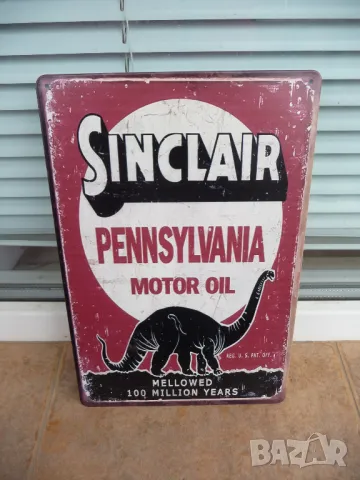 SINCLAIR
PENNSYLVANIA
MOTOR OIL
REG. U.S. PAT. OFF.
MELLOWED
100 MILLION YEARS
BAZAR